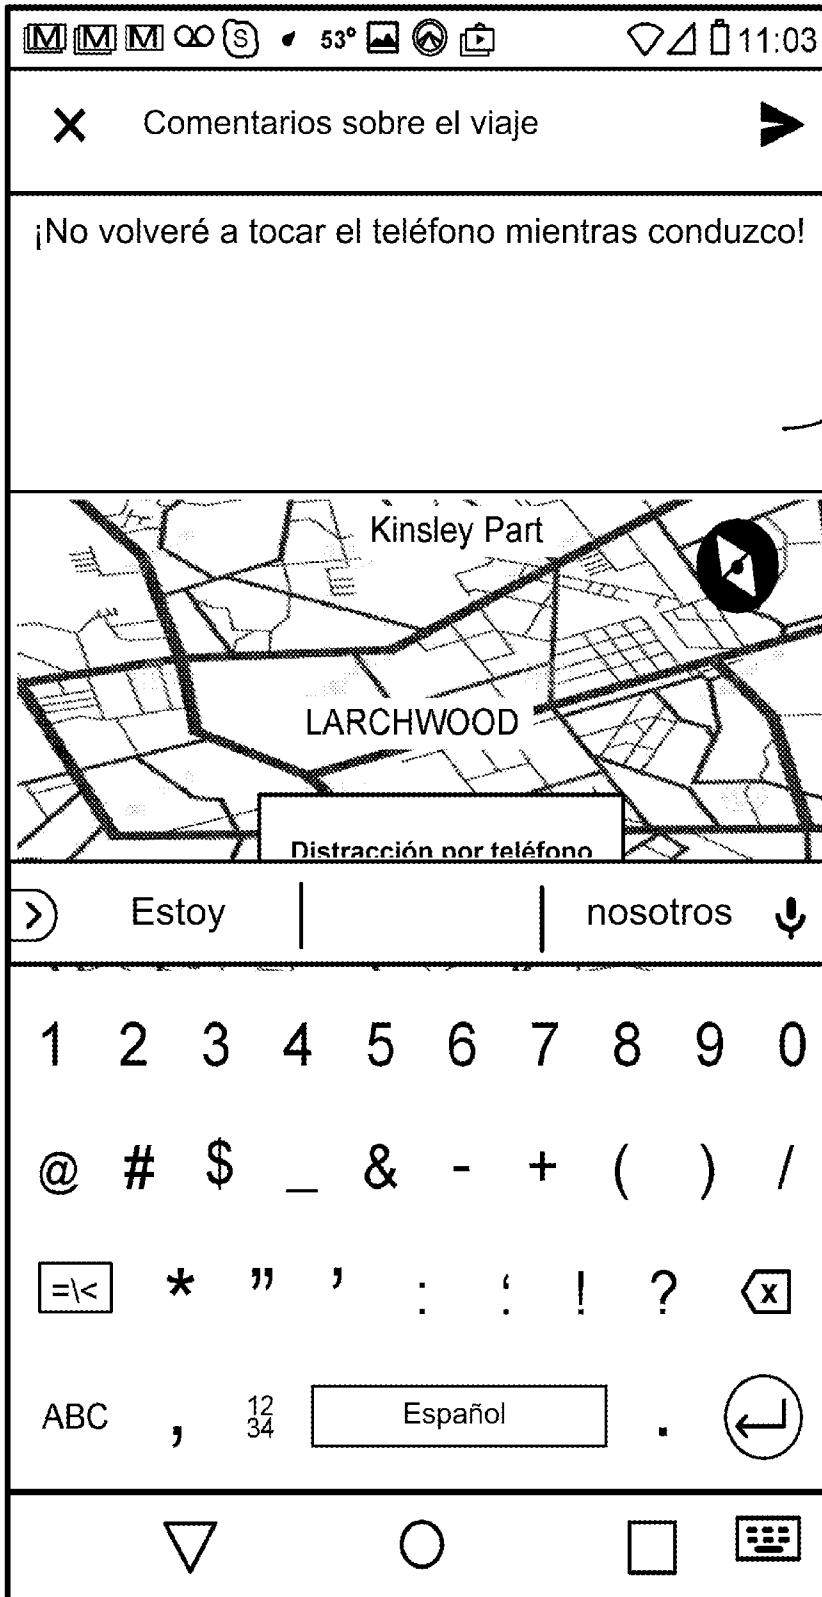 M M M S 53° 11:03
Comentarios sobre el viaje
¡No volveré a tocar el teléfono mientras conduzco!
Kinsley Part
LARCHWOOD
Distracción por teléfono
Estoy nosotros
1 2 3 4 5 6 7 8 9 0
@ # $ _ & - + ( ) /
=\< * ” ’ : ‘ ! ? x
ABC , 12 34 Español .